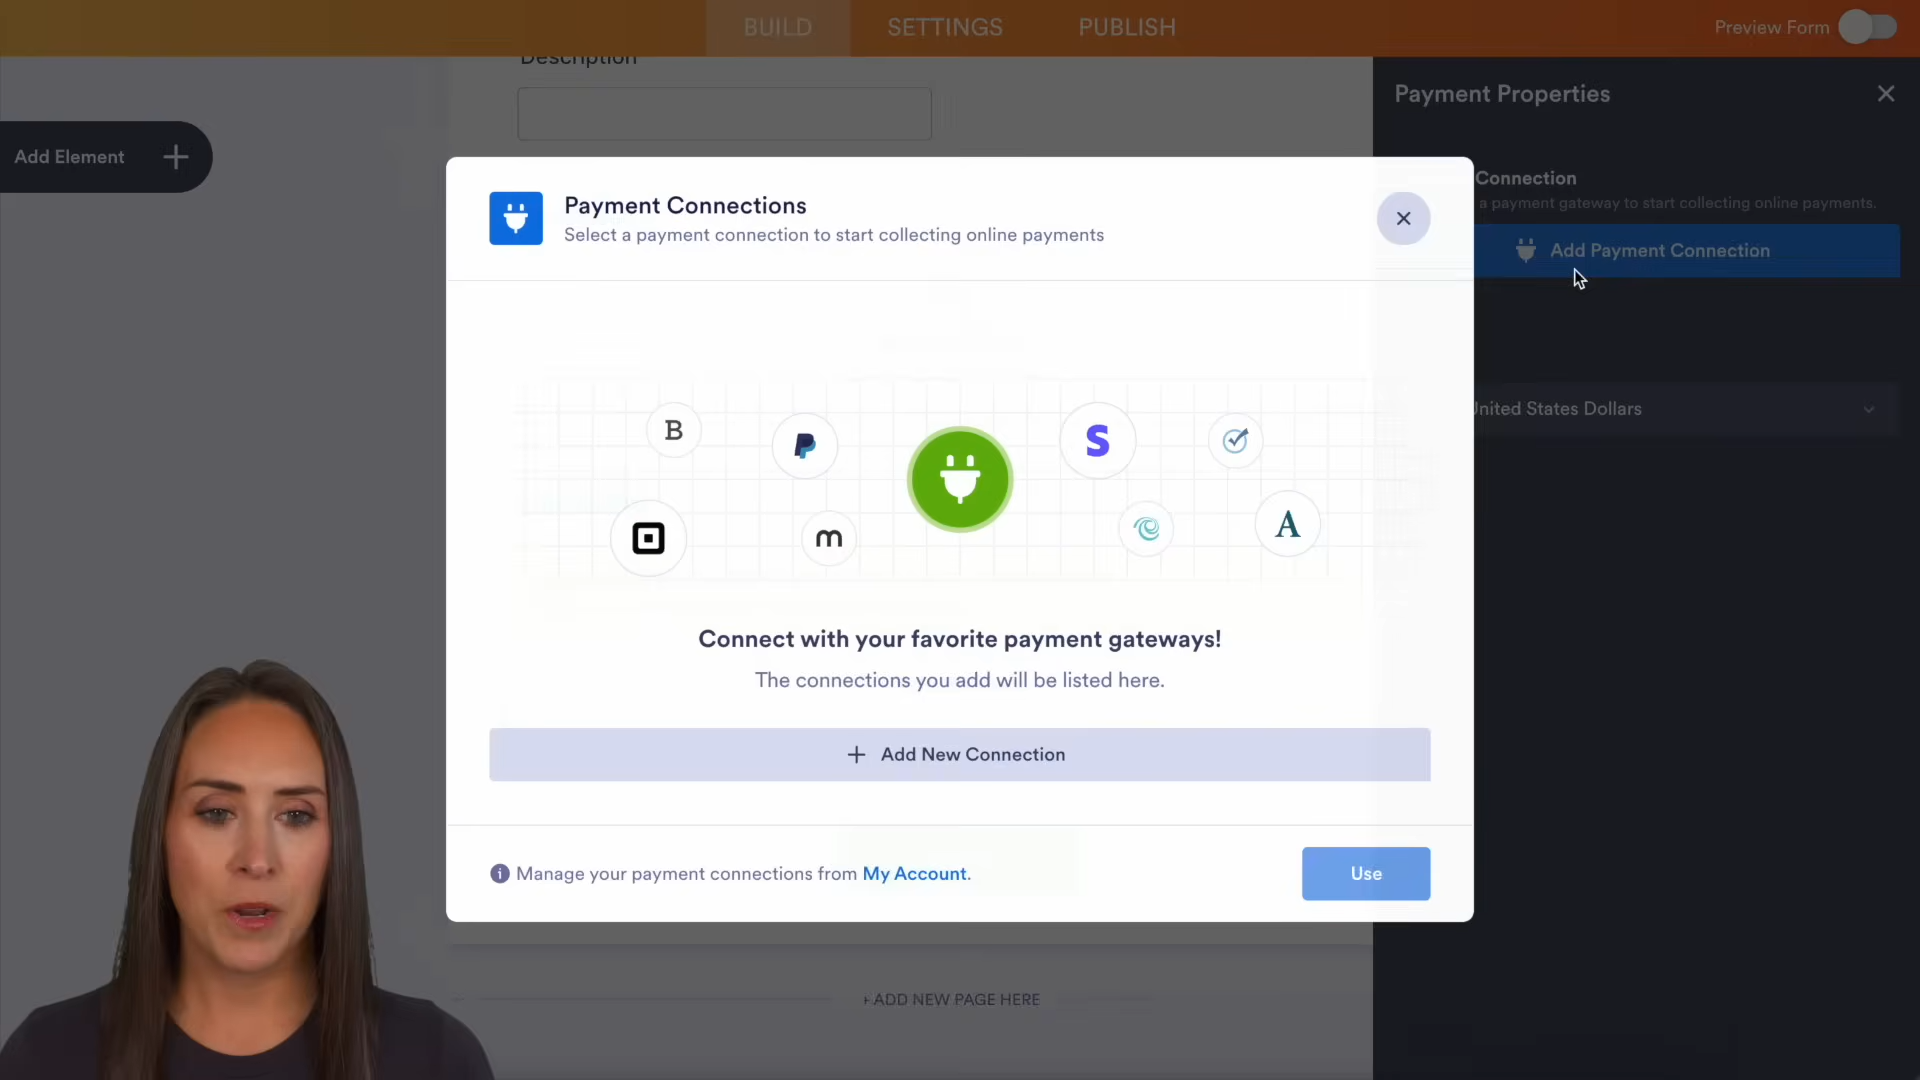 BUILD
SETTINGS
PUBLISH
Preview Form
Description
Payment Properties
Add Element
Connection
a payment gateway to start collecting online payments.
Add Payment Connection
Payment Connections
Select a payment connection to start collecting online payments
United States Dollars
B
S
m
A
Connect with your favorite payment gateways!
The connections you add will be listed here.
+ Add New Connection
Manage your payment connections from My Account.
Use
+ ADD NEW PAGE HERE